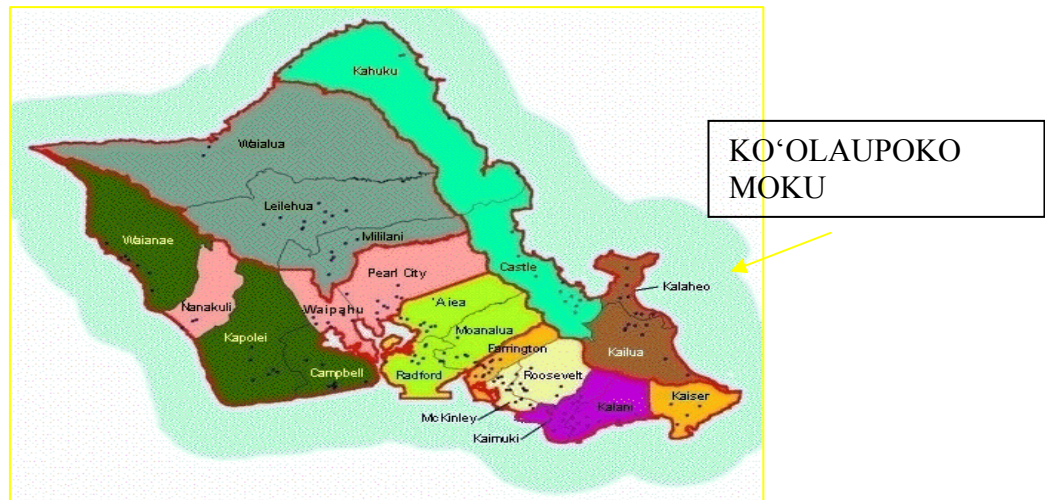 Kahuku
KO‘OLAUPOKO
MOKU
Waialua
Leilehua
Mililani
Waianae
Pearl City
Castle
Kalaheo
Nanakuli
Waipahu
'Aiea
Moanalua
Kapolei
Farrington
Kailua
Campbell
Radford
Roosevelt
Kalani
Kaiser
McKinley
Kaimuki